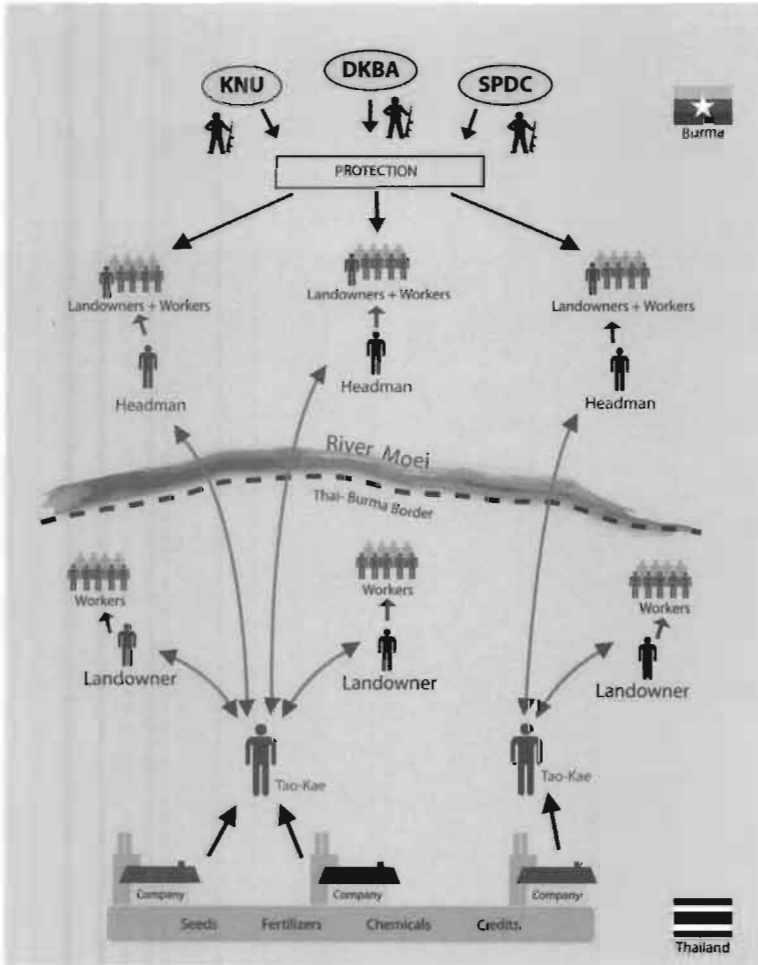 KNU
DKBA
SPDC
Burma
PROTECTION
Landowners + Workers
Landowners + Workers
Landowners + Workers
Headman
Headman
Headman
River Moei
Thai-Burma Border
Workers
Workers
Workers
Landowner
Landowner
Landowner
Tao-Kae
Tao-Kae
Company
Company
Company
Seeds Fertilizers Chemicals Credits
Thailand